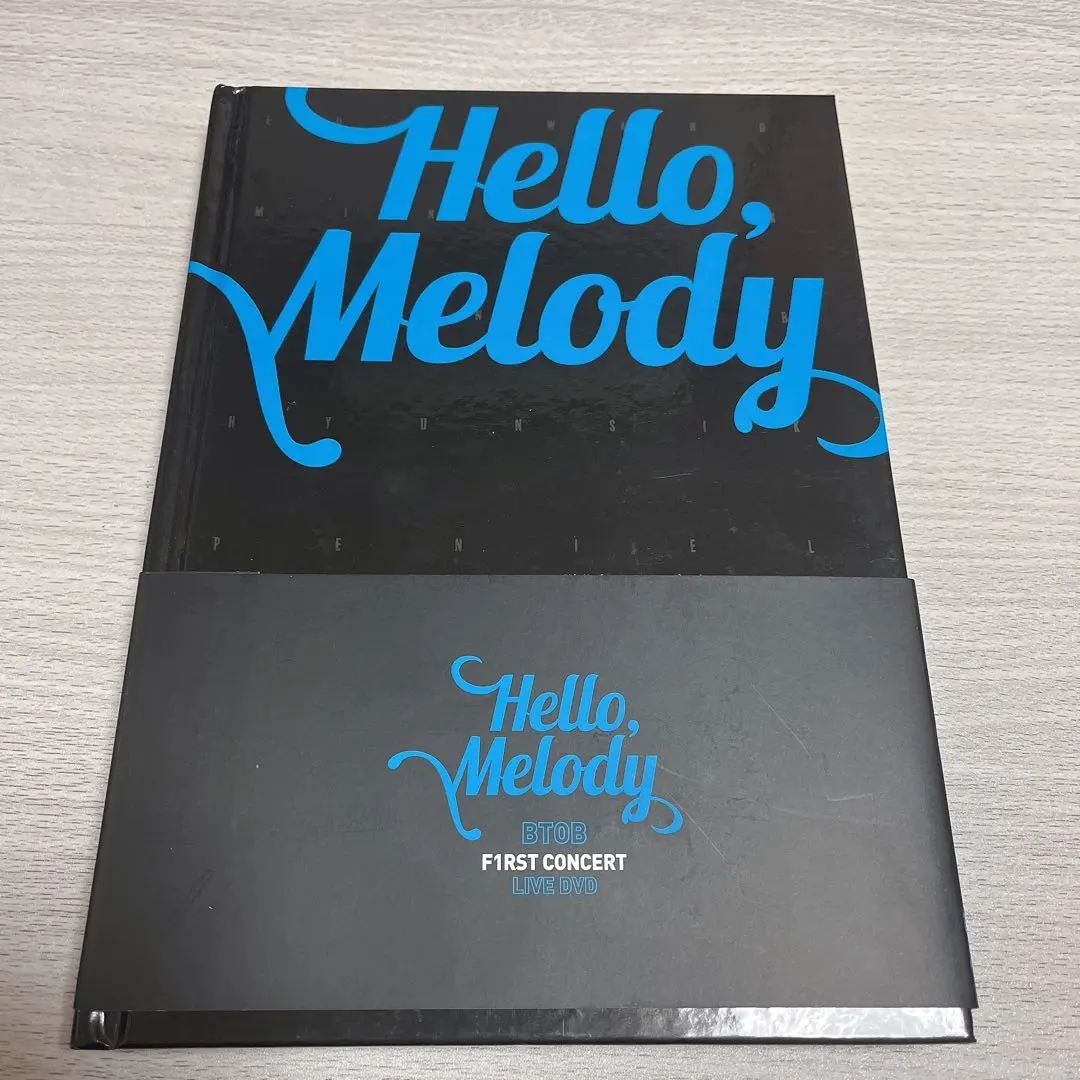 Hello,
Melody
HYUNSIK
PENIEL
Hello,
Melody
BTOB
F1RST CONCERT
LIVE DVD